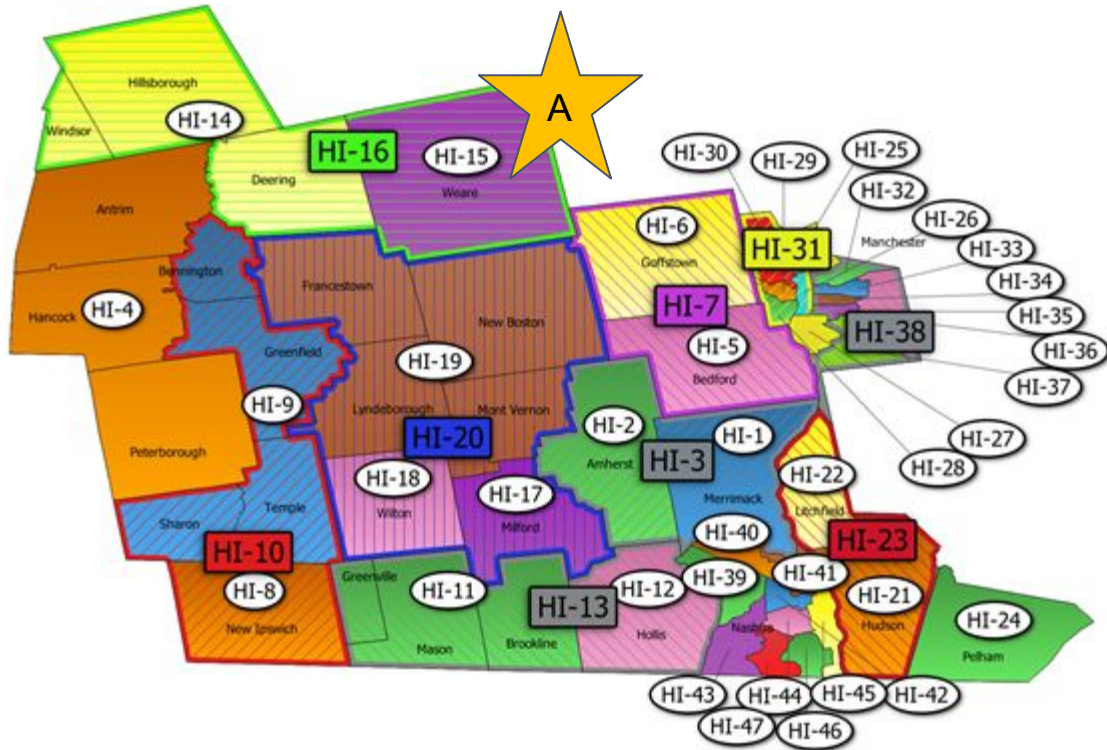 A
Hillsborough
Windsor
HI-14
HI-16
HI-15
Deering
Weare
HI-30
HI-29
HI-25
HI-32
HI-26
HI-33
HI-34
HI-35
HI-36
HI-37
HI-27
HI-28
Manchester
HI-31
HI-38
Antrim
Bennington
HI-6
Goffstown
HI-7
HI-5
Bedford
Francestown
New Boston
Hancock
HI-4
Greenfield
HI-19
HI-9
Lyndeborough
Mont Vernon
HI-20
HI-2
Amherst
HI-3
HI-1
Merrimack
HI-22
Litchfield
Peterborough
HI-18
Wilton
HI-17
Milford
Sharon
Temple
HI-10
HI-8
New Ipswich
HI-40
HI-23
HI-39
HI-41
HI-21
Hudson
HI-24
Pelham
Greenville
HI-11
Mason
HI-13
Brookline
HI-12
Hollis
Nashua
HI-43
HI-44
HI-45
HI-42
HI-47
HI-46